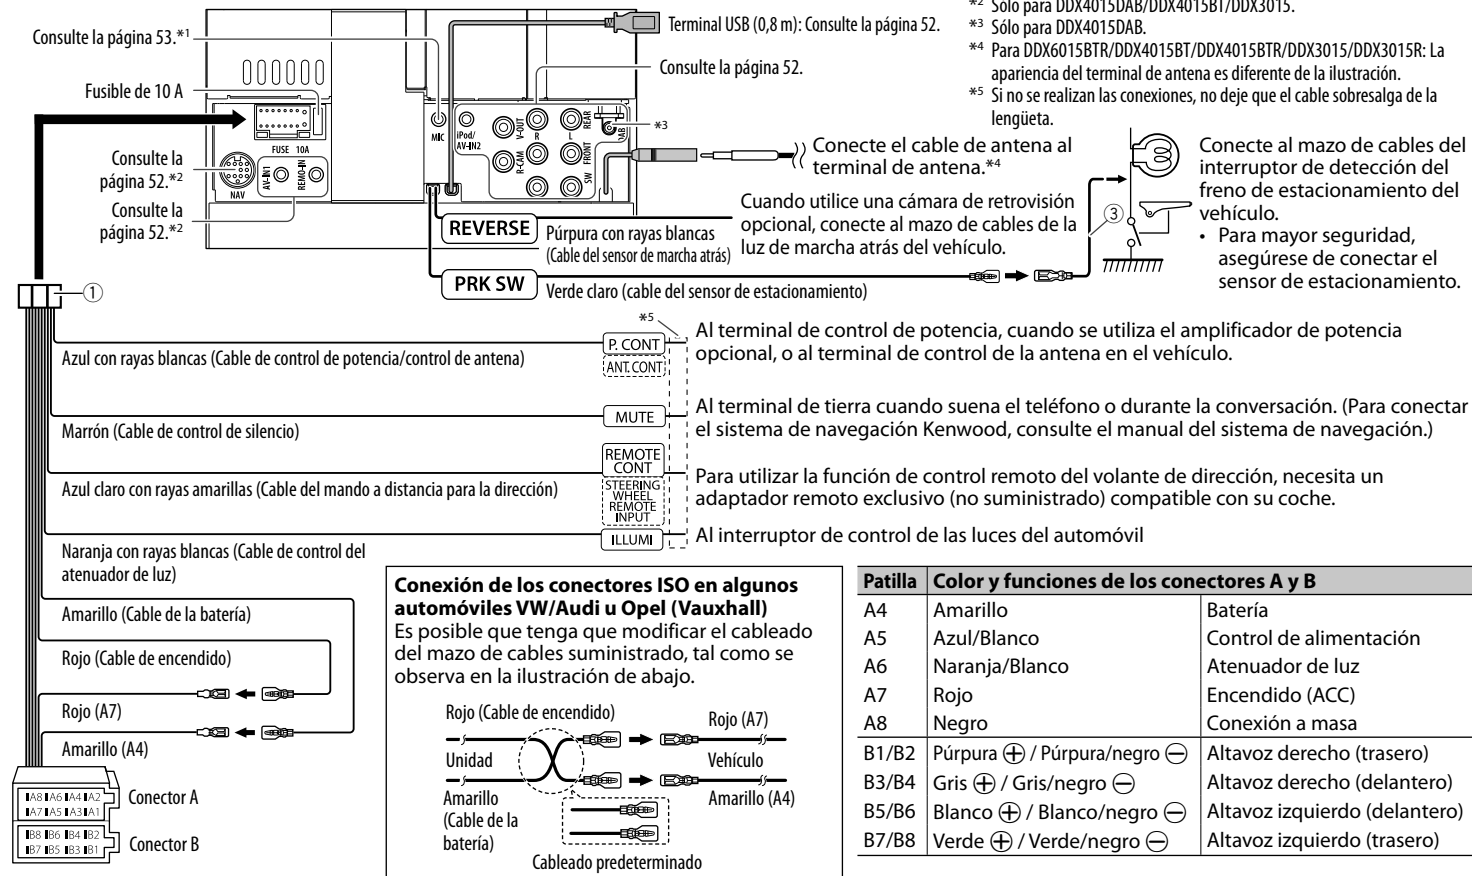 *2 Sólo para DDX4015DAB/DDX4015BT/DDX3015.
*3 Sólo para DDX4015DAB.
*4 Para DDX6015BTR/DDX4015BT/DDX4015BTR/DDX3015/DDX3015R: La
apariencia del terminal de antena es diferente de la ilustración.
*5 Si no se realizan las conexiones, no deje que el cable sobresalga de la
lengüeta.
Consulte la página 53.*1
Terminal USB (0,8 m): Consulte la página 52.
Consulte la página 52.
Fusible de 10 A
FUSE 10A
MIC
iPod/
AV-IN2
V-OUT
R-CAM
R
L
REAR
FRONT
SW
DAB
*3
NAV
AV-IN1
REMO-IN
Consulte la
página 52.*2
Consulte la
página 52.*2
Conecte el cable de antena al
terminal de antena.*4
REVERSE
Púrpura con rayas blancas
(Cable del sensor de marcha atrás)
Cuando utilice una cámara de retrovisión
opcional, conecte al mazo de cables de la
luz de marcha atrás del vehículo.
PRK SW
Verde claro (cable del sensor de estacionamiento)
3
Conecte al mazo de cables del
interruptor de detección del
freno de estacionamiento del
vehículo.
• Para mayor seguridad,
asegúrese de conectar el
sensor de estacionamiento.
1
*5
Azul con rayas blancas (Cable de control de potencia/control de antena)
P. CONT
ANT. CONT
Al terminal de control de potencia, cuando se utiliza el amplificador de potencia
opcional, o al terminal de control de la antena en el vehículo.
Marrón (Cable de control de silencio)
MUTE
Al terminal de tierra cuando suena el teléfono o durante la conversación. (Para conectar
el sistema de navegación Kenwood, consulte el manual del sistema de navegación.)
Azul claro con rayas amarillas (Cable del mando a distancia para la dirección)
REMOTE
CONT
STEERING
WHEEL
REMOTE
INPUT
Para utilizar la función de control remoto del volante de dirección, necesita un
adaptador remoto exclusivo (no suministrado) compatible con su coche.
Naranja con rayas blancas (Cable de control del
atenuador de luz)
ILLUMI
Al interruptor de control de las luces del automóvil
Amarillo (Cable de la batería)
Rojo (Cable de encendido)
Rojo (A7)
Amarillo (A4)
A8 A6 A4 A2
A7 A5 A3 A1
Conector A
B8 B6 B4 B2
B7 B5 B3 B1
Conector B
Conexión de los conectores ISO en algunos
automóviles VW/Audi u Opel (Vauxhall)
Es posible que tenga que modificar el cableado
del mazo de cables suministrado, tal como se
observa en la ilustración de abajo.
Rojo (Cable de encendido)
Rojo (A7)
Unidad
Vehículo
Amarillo
(Cable de la
batería)
Amarillo (A4)
Cableado predeterminado
Patilla Color y funciones de los conectores A y B
A4 Amarillo Batería
A5 Azul/Blanco Control de alimentación
A6 Naranja/Blanco Atenuador de luz
A7 Rojo Encendido (ACC)
A8 Negro Conexión a masa
B1/B2 Púrpura ⊕ / Púrpura/negro ⊖ Altavoz derecho (trasero)
B3/B4 Gris ⊕ / Gris/negro ⊖ Altavoz derecho (delantero)
B5/B6 Blanco ⊕ / Blanco/negro ⊖ Altavoz izquierdo (delantero)
B7/B8 Verde ⊕ / Verde/negro ⊖ Altavoz izquierdo (trasero)